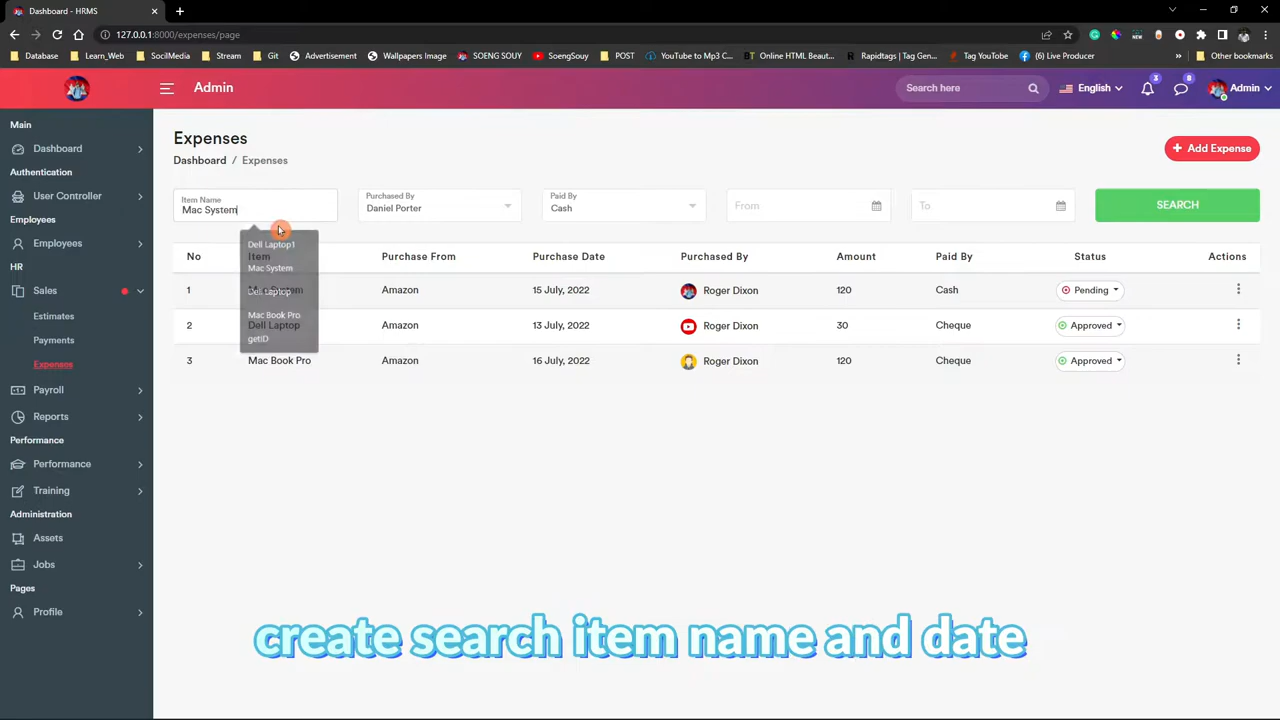 Dashboard - HRMS
127.0.0.1:8000/expenses/page
Database Learn_Web SocilMedia Stream Git Advertisement Wallpapers Image SOENG SOUY SoengSouy POST YouTube to Mp3 C... Online HTML Beaut... Rapidtags | Tag Gen... Tag YouTube (2) Live Producer » Other bookmarks
Admin
Search here
English
3
8
Admin
Main
Dashboard
Authentication
User Controller
Employees
Employees
HR
Sales
Estimates
Payments
Expenses
Payroll
Reports
Performance
Performance
Training
Administration
Assets
Jobs
Pages
Profile
Expenses
Dashboard / Expenses
+ Add Expense
Item Name
Mac System
Purchased By
Daniel Porter
Paid By
Cash
From
To
SEARCH
Dell Laptop1
Mac System
Dell Laptop
Mac Book Pro
getID
No Item Purchase From Purchase Date Purchased By Amount Paid By Status Actions
1 Mac System Amazon 15 July, 2022 Roger Dixon 120 Cash Pending
2 Dell Laptop Amazon 13 July, 2022 Roger Dixon 30 Cheque Approved
3 Mac Book Pro Amazon 16 July, 2022 Roger Dixon 120 Cheque Approved
create search item name and date